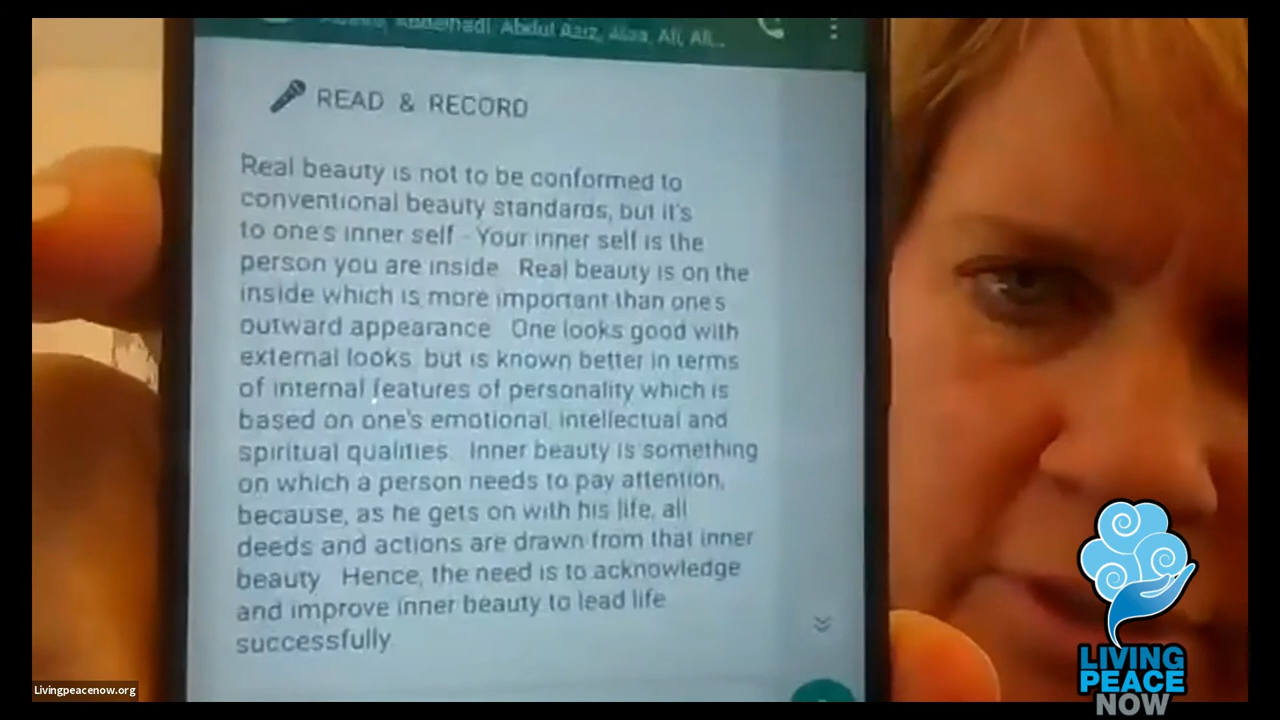 Abdelhadi, Abdul Aziz, Alaa, Ali, Ali...
READ & RECORD
Real beauty is not to be conformed to
conventional beauty standards, but it's
to one's inner self - Your inner self is the
person you are inside. Real beauty is on the
inside which is more important than one's
outward appearance. One looks good with
external looks, but is known better in terms
of internal features of personality which is
based on one's emotional, intellectual and
spiritual qualities. Inner beauty is something
on which a person needs to pay attention,
because, as he gets on with his life, all
deeds and actions are drawn from that inner
beauty. Hence, the need is to acknowledge
and improve inner beauty to lead life
successfully.
Livingpeacenow.org
LIVING
PEACE
NOW